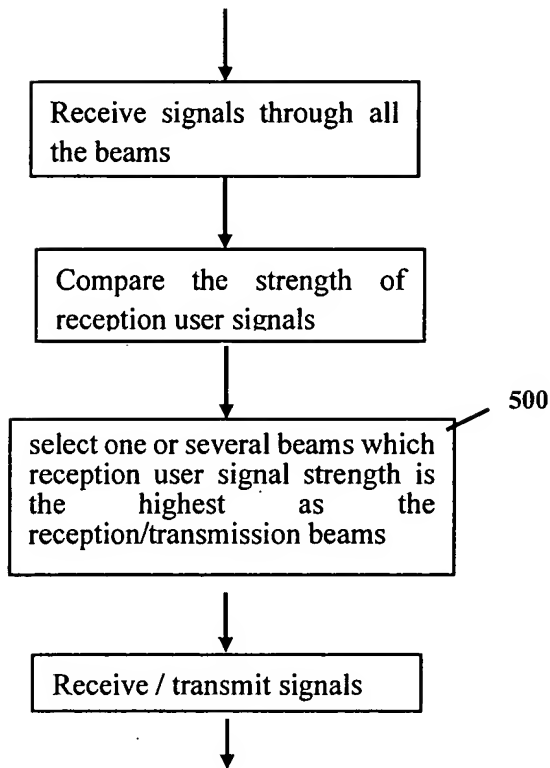 Receive signals through all
the beams
Compare the strength of
reception user signals
500
select one or several beams which
reception user signal strength is
the highest as the
reception/transmission beams
Receive / transmit signals